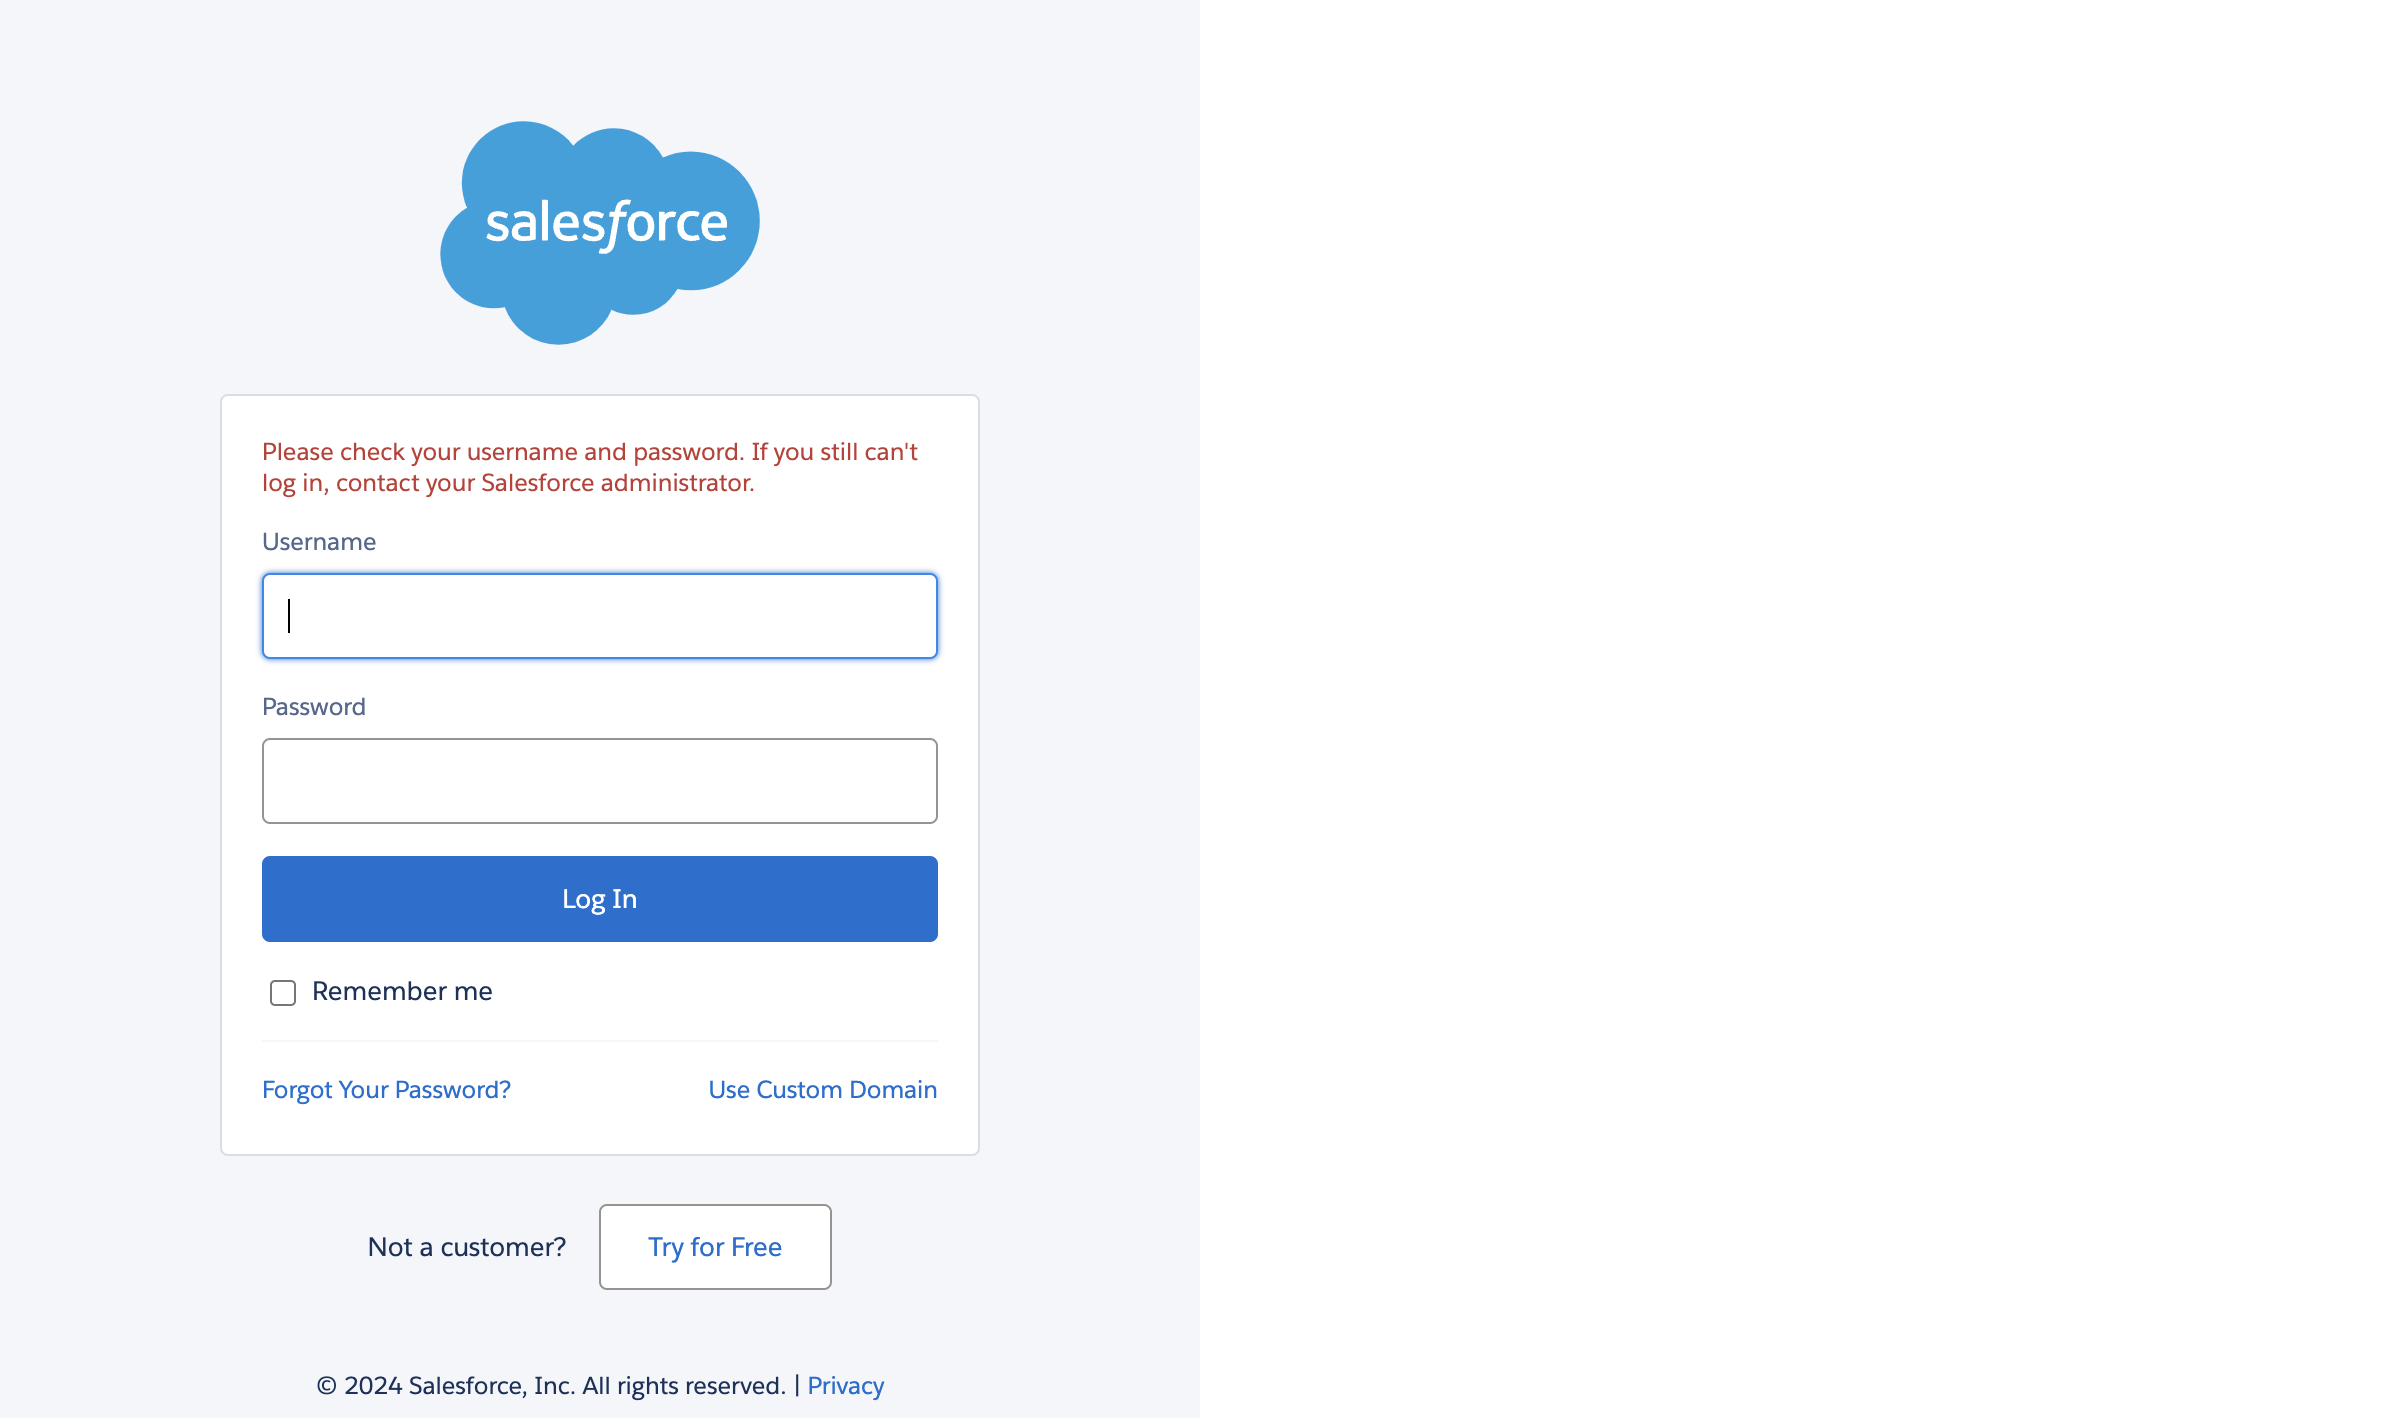 salesforce
Please check your username and password. If you still can't
log in, contact your Salesforce administrator.
Username
Password
Log In
Remember me
Forgot Your Password? Use Custom Domain
Not a customer? Try for Free
© 2024 Salesforce, Inc. All rights reserved. | Privacy